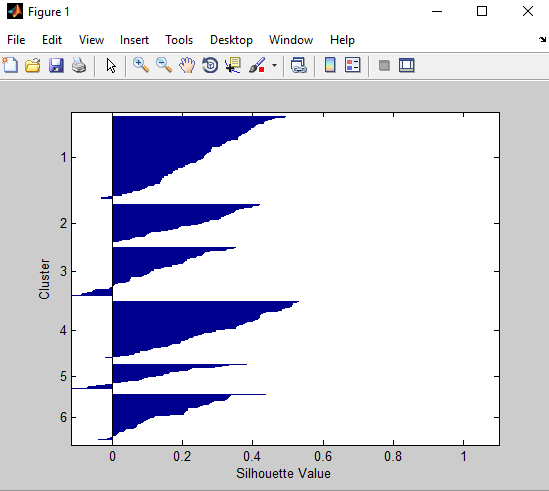 Figure 1
File Edit View Insert Tools Desktop Window Help
1
2
3
4
5
6
Cluster
0 0.2 0.4 0.6 0.8 1
Silhouette Value